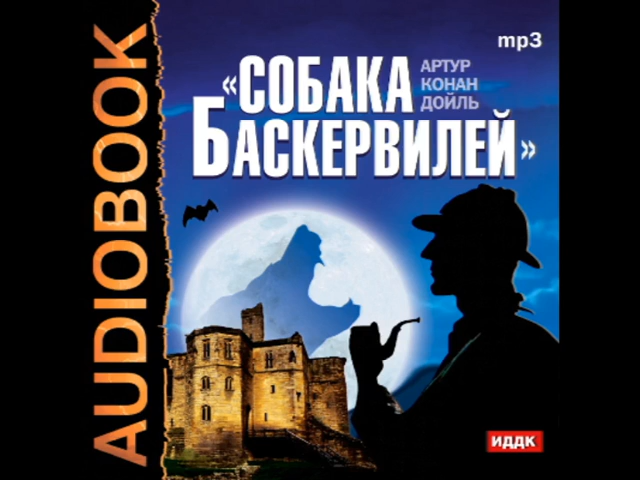 AUDIOBOOK
mp3
«СОБАКА
БАСКЕРВИЛЕЙ»
АРТУР
КОНАН
ДОЙЛЬ
ИДДК